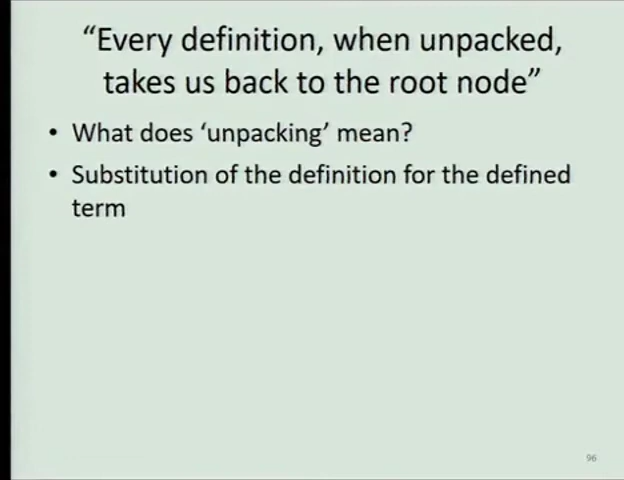 “Every definition, when unpacked,
takes us back to the root node”
• What does ‘unpacking’ mean?
• Substitution of the definition for the defined
term
96